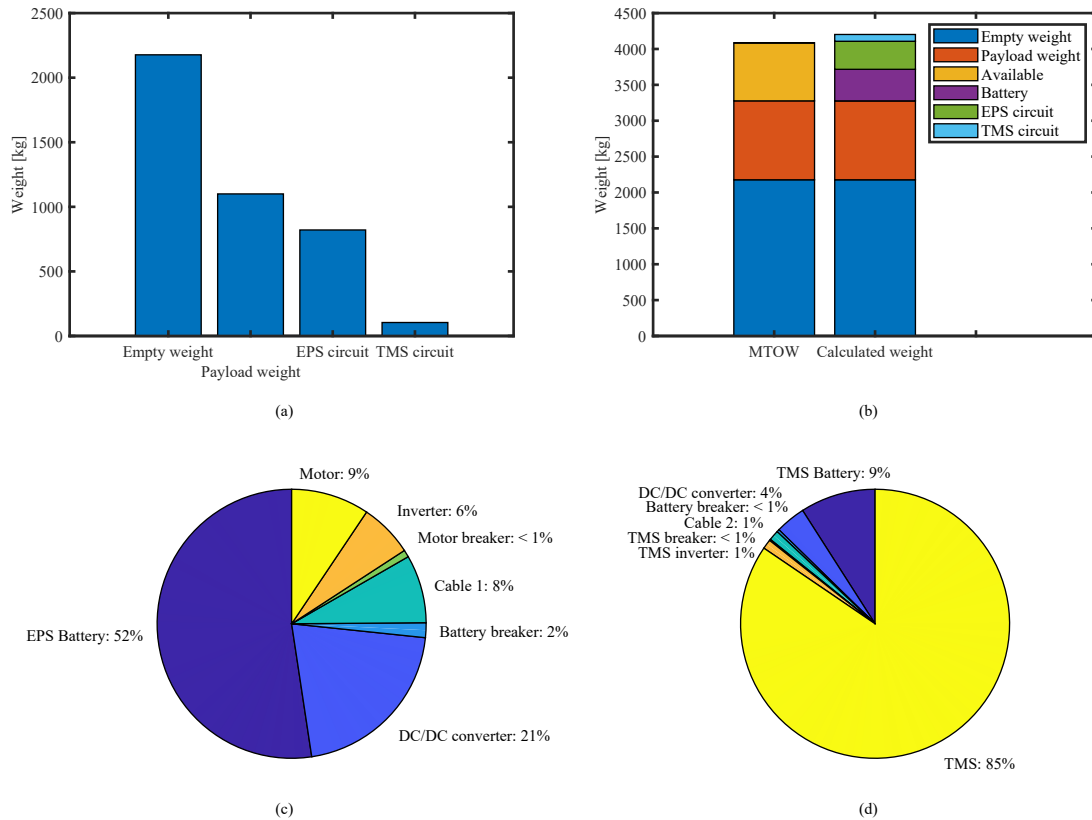 2500
2000
1500
1000
500
0
Weight [kg]
Empty weight
EPS circuit
TMS circuit
Payload weight
(a)
4500
4000
3500
3000
2500
2000
1500
1000
500
0
Weight [kg]
Empty weight
Payload weight
Available
Battery
EPS circuit
TMS circuit
MTOW
Calculated weight
(b)
Motor: 9%
Inverter: 6%
Motor breaker: < 1%
Cable 1: 8%
Battery breaker: 2%
DC/DC converter: 21%
EPS Battery: 52%
(c)
TMS Battery: 9%
DC/DC converter: 4%
Battery breaker: < 1%
Cable 2: 1%
TMS breaker: < 1%
TMS inverter: 1%
TMS: 85%
(d)